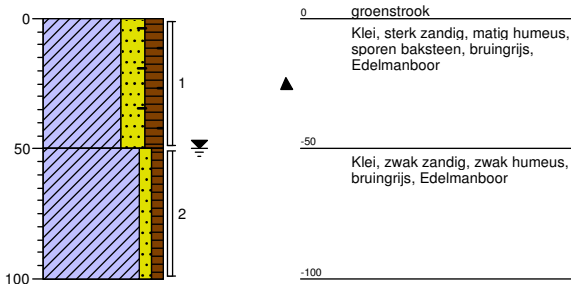 0
50
100
1
2
0
groenstrook
Klei, sterk zandig, matig humeus,
sporen baksteen, bruingrijs,
Edelmanboor
-50
Klei, zwak zandig, zwak humeus,
bruingrijs, Edelmanboor
-100